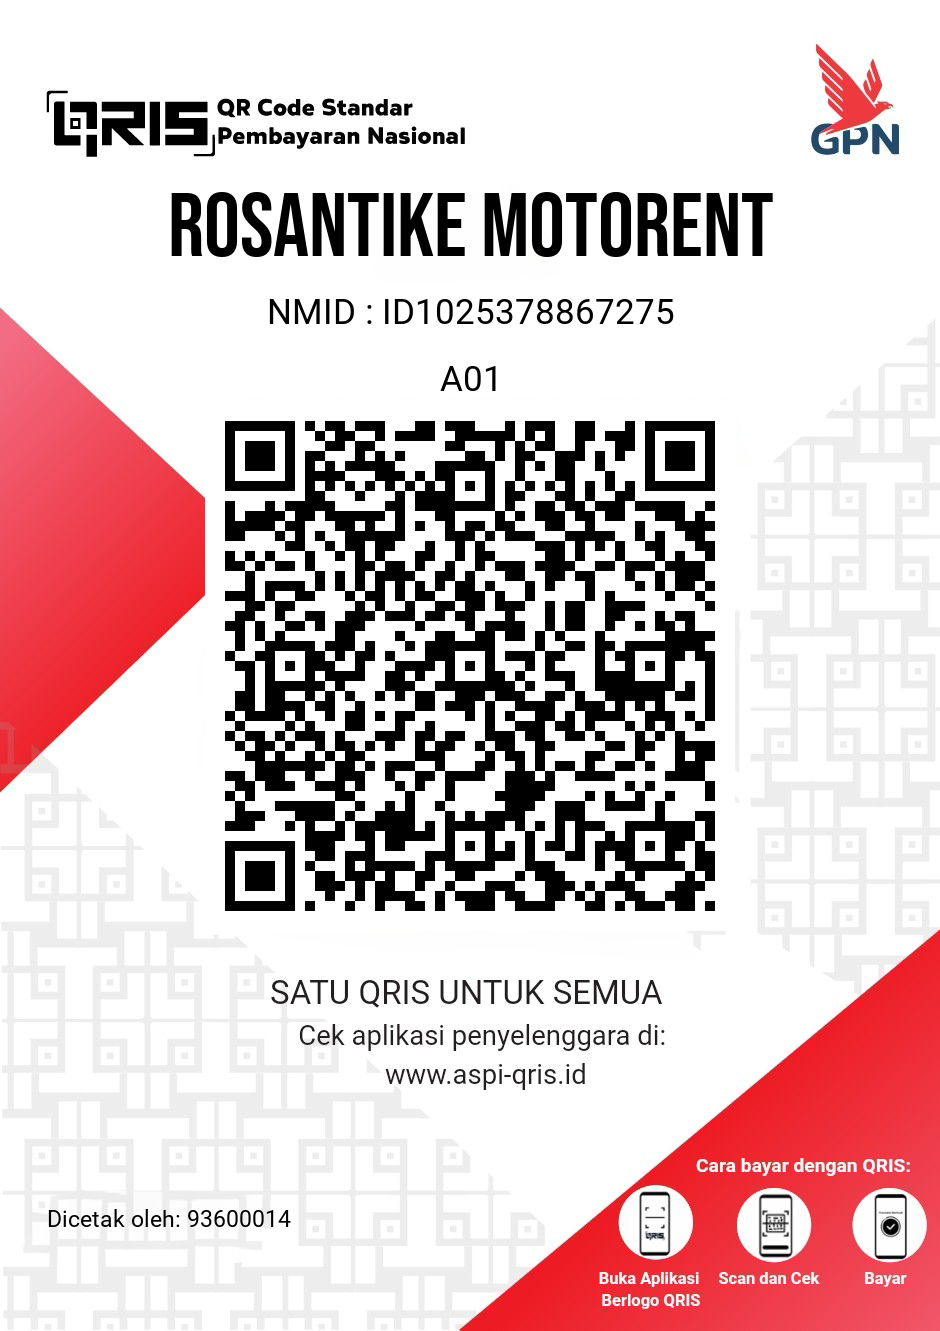 QRIS QR Code Standar
Pembayaran Nasional
GPN
ROSANTIKE MOTORENT
NMID : ID1025378867275
A01
SATU QRIS UNTUK SEMUA
Cek aplikasi penyelenggara di:
www.aspi-qris.id
Cara bayar dengan QRIS:
Dicetak oleh: 93600014
QRIS
Buka Aplikasi
Berlogo QRIS
Scan dan Cek
Bayar